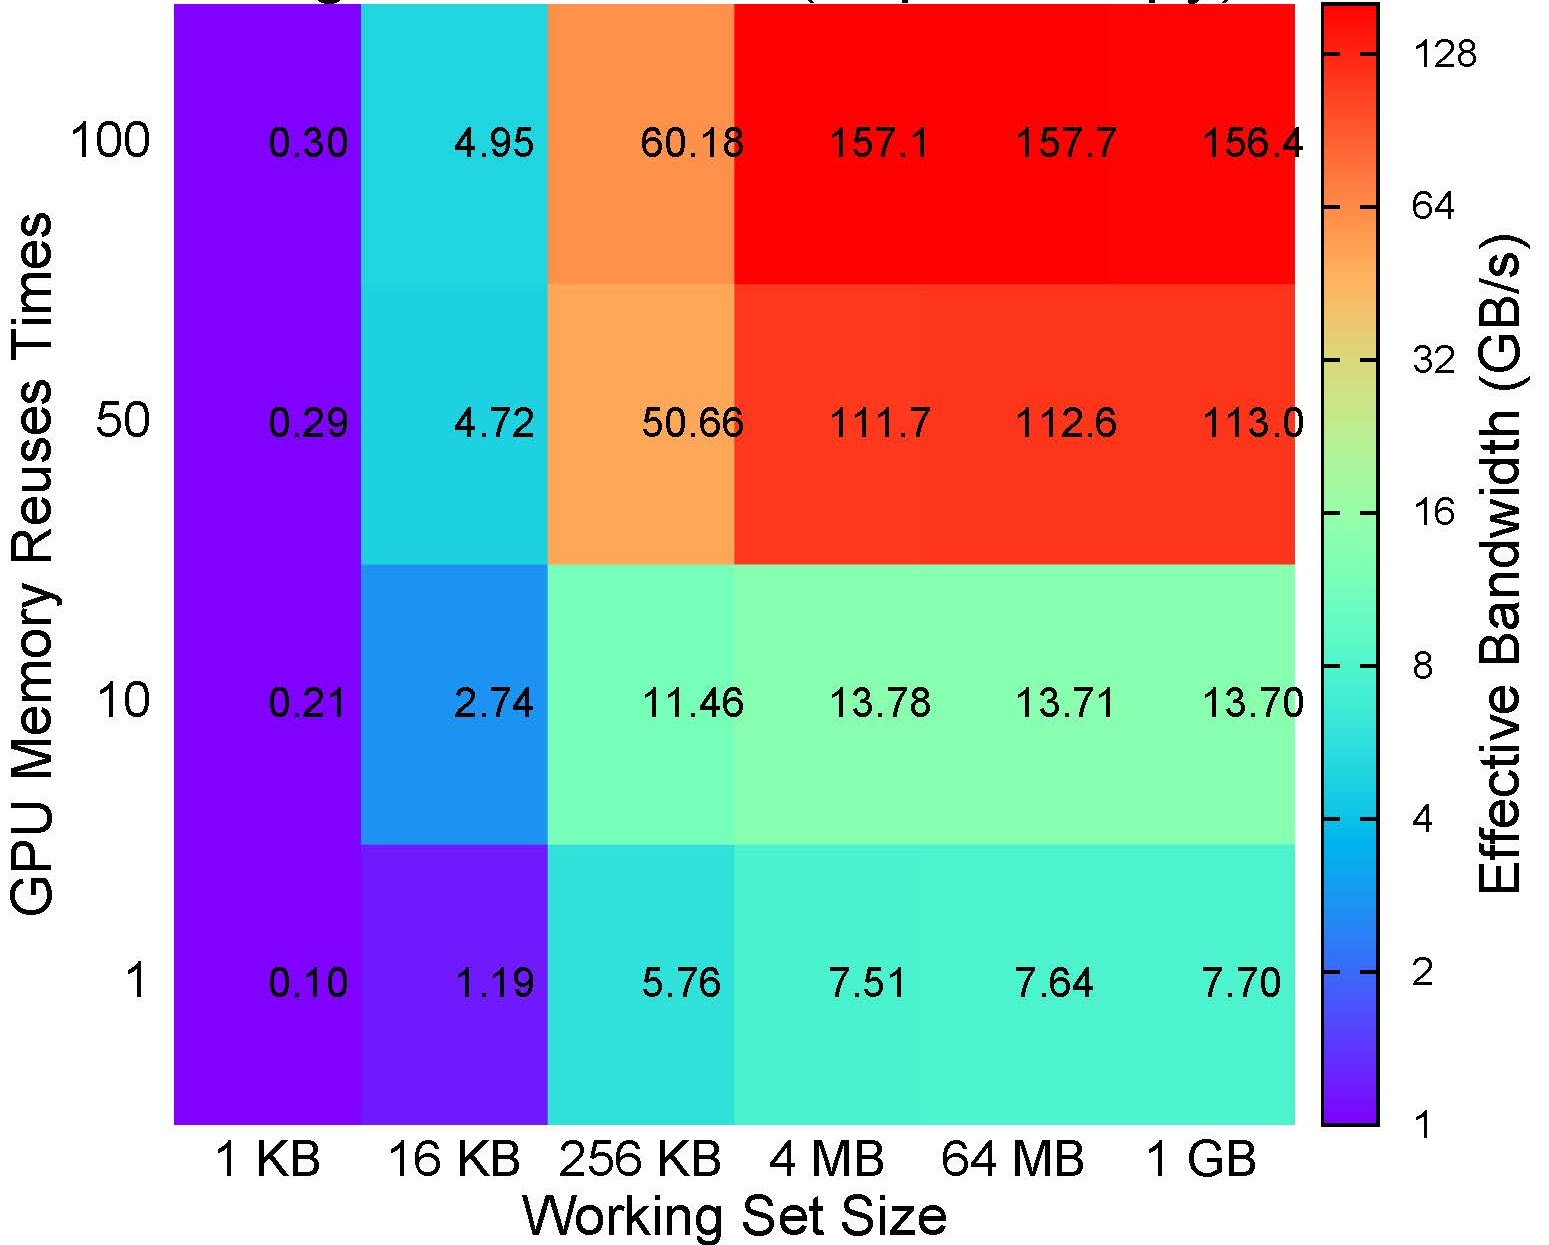 100 0.30 4.95 60.18 157.1 157.7 156.4
50 0.29 4.72 50.66 111.7 112.6 113.0
10 0.21 2.74 11.46 13.78 13.71 13.70
1 0.10 1.19 5.76 7.51 7.64 7.70
1 KB 16 KB 256 KB 4 MB 64 MB 1 GB
Working Set Size
GPU Memory Reuses Times
128
64
32
16
8
4
2
1
Effective Bandwidth (GB/s)